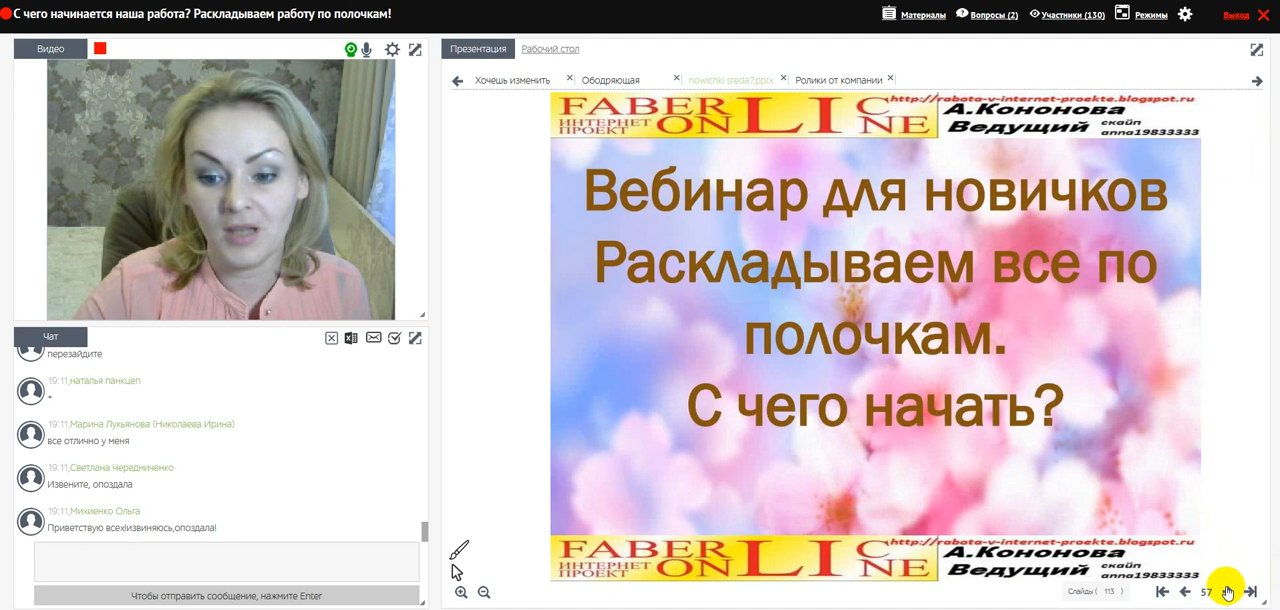 С чего начинается наша работа? Раскладываем работу по полочкам!
Материалы
Вопросы (2)
Участники (130)
Режимы
Выход
Видео
Презентация
Рабочий стол
Хочешь изменить
Ободряющая
nowichki sreda7.pptx
Ролики от компании
FABER
ONLINE
ИНТЕРНЕТ
ПРОЕКТ
http://rabota-v-internet-proekte.blogspot.ru
А.Кононова
Ведущий
скайп
anna19833333
Вебинар для новичков
Раскладываем все по
полочкам.
С чего начать?
FABER
ONLINE
ИНТЕРНЕТ
ПРОЕКТ
http://rabota-v-internet-proekte.blogspot.ru
А.Кононова
Ведущий
скайп
anna19833333
Чат
перезайдите
19:11,наталья панкцеп
+
19:11,Марина Лукьянова (Николаева Ирина)
все отлично у меня
19:11,Светлана Чередниченко
Извените, опоздала
19:11,Михиенко Ольга
Приветствую всех!извиняюсь,опоздала!
Чтобы отправить сообщение, нажмите Enter
Слайды ( 113 )
57